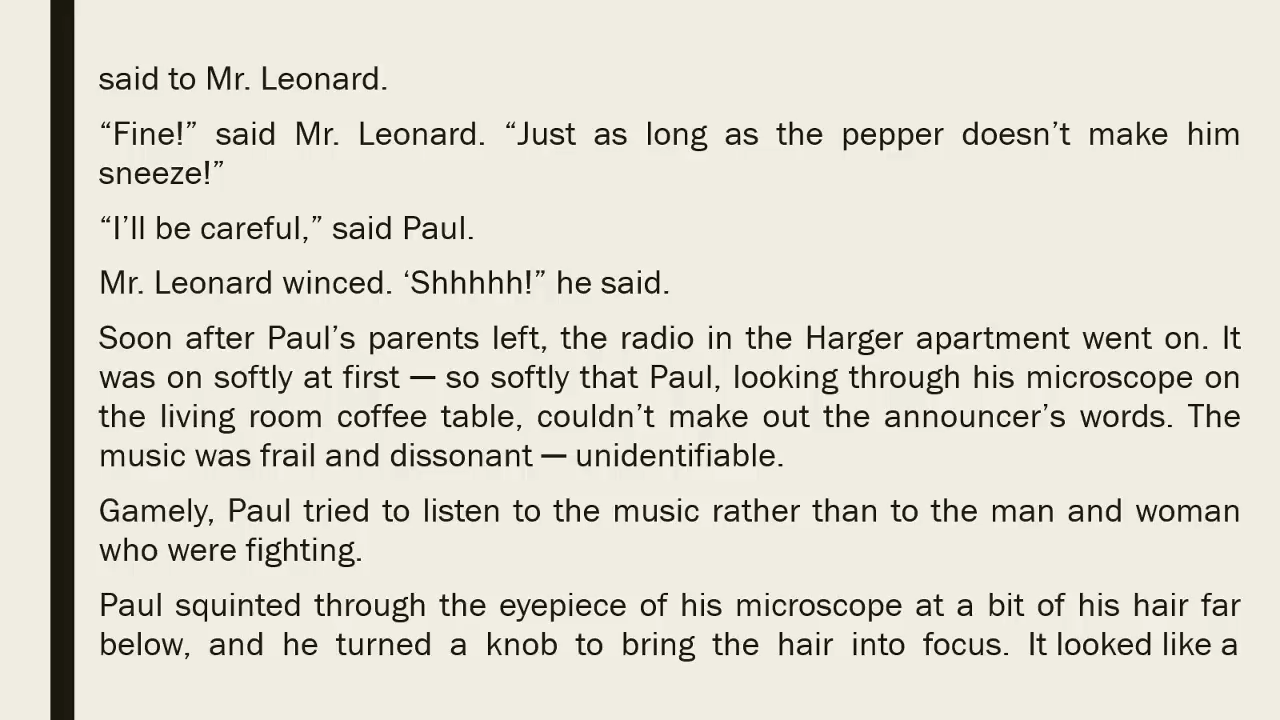 said to Mr. Leonard.
“Fine!” said Mr. Leonard. “Just as long as the pepper doesn’t make him
sneeze!”
“I’ll be careful,” said Paul.
Mr. Leonard winced. ‘Shhhhh!” he said.
Soon after Paul’s parents left, the radio in the Harger apartment went on. It
was on softly at first — so softly that Paul, looking through his microscope on
the living room coffee table, couldn’t make out the announcer’s words. The
music was frail and dissonant — unidentifiable.
Gamely, Paul tried to listen to the music rather than to the man and woman
who were fighting.
Paul squinted through the eyepiece of his microscope at a bit of his hair far
below, and he turned a knob to bring the hair into focus. It looked like a